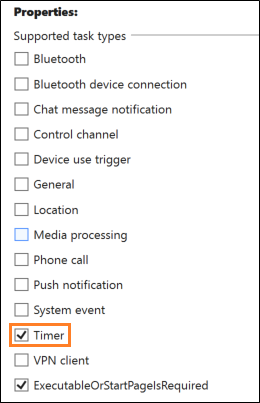 Properties:
Supported task types
Bluetooth
Bluetooth device connection
Chat message notification
Control channel
Device use trigger
General
Location
Media processing
Phone call
Push notification
System event
Timer
VPN client
ExecutableOrStartPageIsRequired